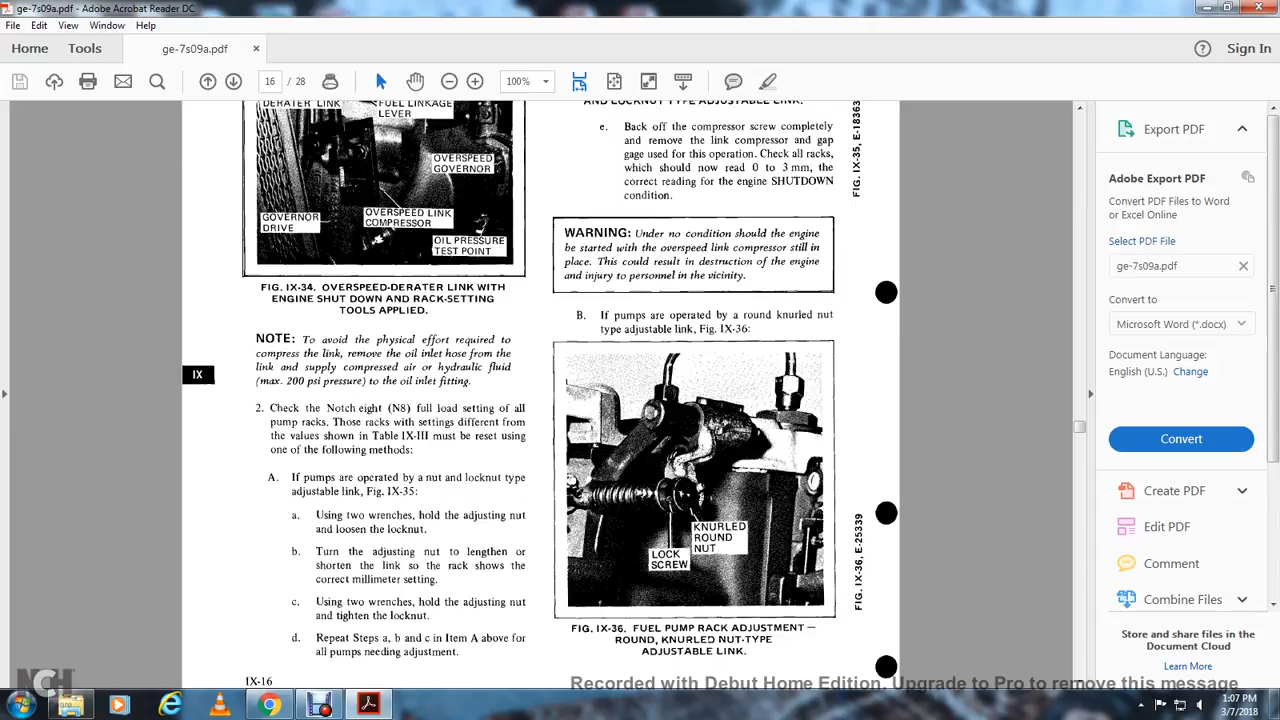 ge-7s09a.pdf - Adobe Acrobat Reader DC
File Edit View Window Help
Home Tools ge-7s09a.pdf × Sign In
16 / 28 100%
DERATER LINK
FUEL LINKAGE
LEVER
OVERSPEED
GOVERNOR
GOVERNOR
DRIVE
OVERSPEED LINK
COMPRESSOR
OIL PRESSURE
TEST POINT
FIG. IX-34. OVERSPEED-DERATER LINK WITH
ENGINE SHUT DOWN AND RACK-SETTING
TOOLS APPLIED.
NOTE: To avoid the physical effort required to
compress the link, remove the oil inlet hose from the
link and supply compressed air or hydraulic fluid
(max. 200 psi pressure) to the oil inlet fitting.
IX
2. Check the Notch eight (N8) full load setting of all
pump racks. Those racks with settings different from
the values shown in Table IX-III must be reset using
one of the following methods:
A. If pumps are operated by a nut and locknut type
adjustable link, Fig. IX-35:
a. Using two wrenches, hold the adjusting nut
and loosen the locknut.
b. Turn the adjusting nut to lengthen or
shorten the link so the rack shows the
correct millimeter setting.
c. Using two wrenches, hold the adjusting nut
and tighten the locknut.
d. Repeat Steps a, b and c in Item A above for
all pumps needing adjustment.
IX-16
AND LOCKNUT TYPE ADJUSTABLE LINK.
FIG. IX-35, E-18363
e. Back off the compressor screw completely
and remove the link compressor and gap
gage used for this operation. Check all racks,
which should now read 0 to 3 mm, the
correct reading for the engine SHUTDOWN
condition.
WARNING: Under no condition should the engine
be started with the overspeed link compressor still in
place. This could result in destruction of the engine
and injury to personnel in the vicinity.
B. If pumps are operated by a round knurled nut
type adjustable link, Fig. IX-36:
KNURLED
ROUND
NUT
LOCK
SCREW
FIG. IX-36, E-25339
FIG. IX-36. FUEL PUMP RACK ADJUSTMENT —
ROUND, KNURLED NUT-TYPE
ADJUSTABLE LINK.
Export PDF
Adobe Export PDF
Convert PDF Files to Word
or Excel Online
Select PDF File
ge-7s09a.pdf
Convert to
Microsoft Word (*.docx)
Document Language:
English (U.S.) Change
Convert
Create PDF
Edit PDF
Comment
Combine Files
Store and share files in the
Document Cloud
Learn More
NCH
Recorded with Debut Home Edition. Upgrade to Pro to remove this message
1:07 PM
3/7/2018